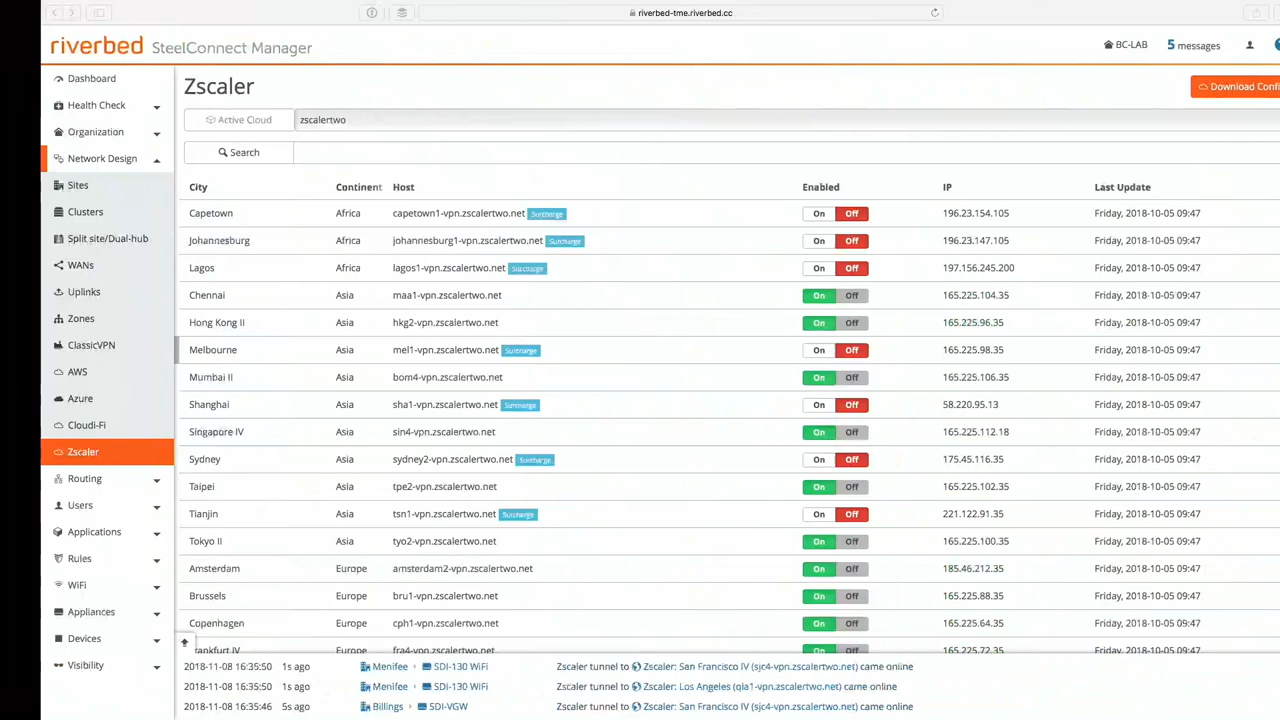 riverbed-tme.riverbed.cc
riverbed SteelConnect Manager
BC-LAB
5 messages
Dashboard
Health Check
Organization
Network Design
Sites
Clusters
Split site/Dual-hub
WANs
Uplinks
Zones
ClassicVPN
AWS
Azure
Cloudi-Fi
Zscaler
Routing
Users
Applications
Rules
WiFi
Appliances
Devices
Visibility
Zscaler
Download Confi
Active Cloud zscalertwo
Search
City Continent Host Enabled IP Last Update
Capetown Africa capetown1-vpn.zscalertwo.net Surcharge On Off 196.23.154.105 Friday, 2018-10-05 09:47
Johannesburg Africa johannesburg1-vpn.zscalertwo.net Surcharge On Off 196.23.147.105 Friday, 2018-10-05 09:47
Lagos Africa lagos1-vpn.zscalertwo.net Surcharge On Off 197.156.245.200 Friday, 2018-10-05 09:47
Chennai Asia maa1-vpn.zscalertwo.net On Off 165.225.104.35 Friday, 2018-10-05 09:47
Hong Kong II Asia hkg2-vpn.zscalertwo.net On Off 165.225.96.35 Friday, 2018-10-05 09:47
Melbourne Asia mel1-vpn.zscalertwo.net Surcharge On Off 165.225.98.35 Friday, 2018-10-05 09:47
Mumbai II Asia bom4-vpn.zscalertwo.net On Off 165.225.106.35 Friday, 2018-10-05 09:47
Shanghai Asia sha1-vpn.zscalertwo.net Surcharge On Off 58.220.95.13 Friday, 2018-10-05 09:47
Singapore IV Asia sin4-vpn.zscalertwo.net On Off 165.225.112.18 Friday, 2018-10-05 09:47
Sydney Asia sydney2-vpn.zscalertwo.net Surcharge On Off 175.45.116.35 Friday, 2018-10-05 09:47
Taipei Asia tpe2-vpn.zscalertwo.net On Off 165.225.102.35 Friday, 2018-10-05 09:47
Tianjin Asia tsn1-vpn.zscalertwo.net Surcharge On Off 221.122.91.35 Friday, 2018-10-05 09:47
Tokyo II Asia tyo2-vpn.zscalertwo.net On Off 165.225.100.35 Friday, 2018-10-05 09:47
Amsterdam Europe amsterdam2-vpn.zscalertwo.net On Off 185.46.212.35 Friday, 2018-10-05 09:47
Brussels Europe bru1-vpn.zscalertwo.net On Off 165.225.88.35 Friday, 2018-10-05 09:47
Copenhagen Europe cph1-vpn.zscalertwo.net On Off 165.225.64.35 Friday, 2018-10-05 09:47
rankfurt IV Europe fra4-vpn.zscalertwo.net On Off 165.225.72.35 Friday, 2018-10-05 09:47
2018-11-08 16:35:50 1s ago Menifee SDI-130 WiFi Zscaler tunnel to Zscaler: San Francisco IV (sjc4-vpn.zscalertwo.net) came online
2018-11-08 16:35:50 1s ago Menifee SDI-130 WiFi Zscaler tunnel to Zscaler: Los Angeles (qla1-vpn.zscalertwo.net) came online
2018-11-08 16:35:46 5s ago Billings SDI-VGW Zscaler tunnel to Zscaler: San Francisco IV (sjc4-vpn.zscalertwo.net) came online